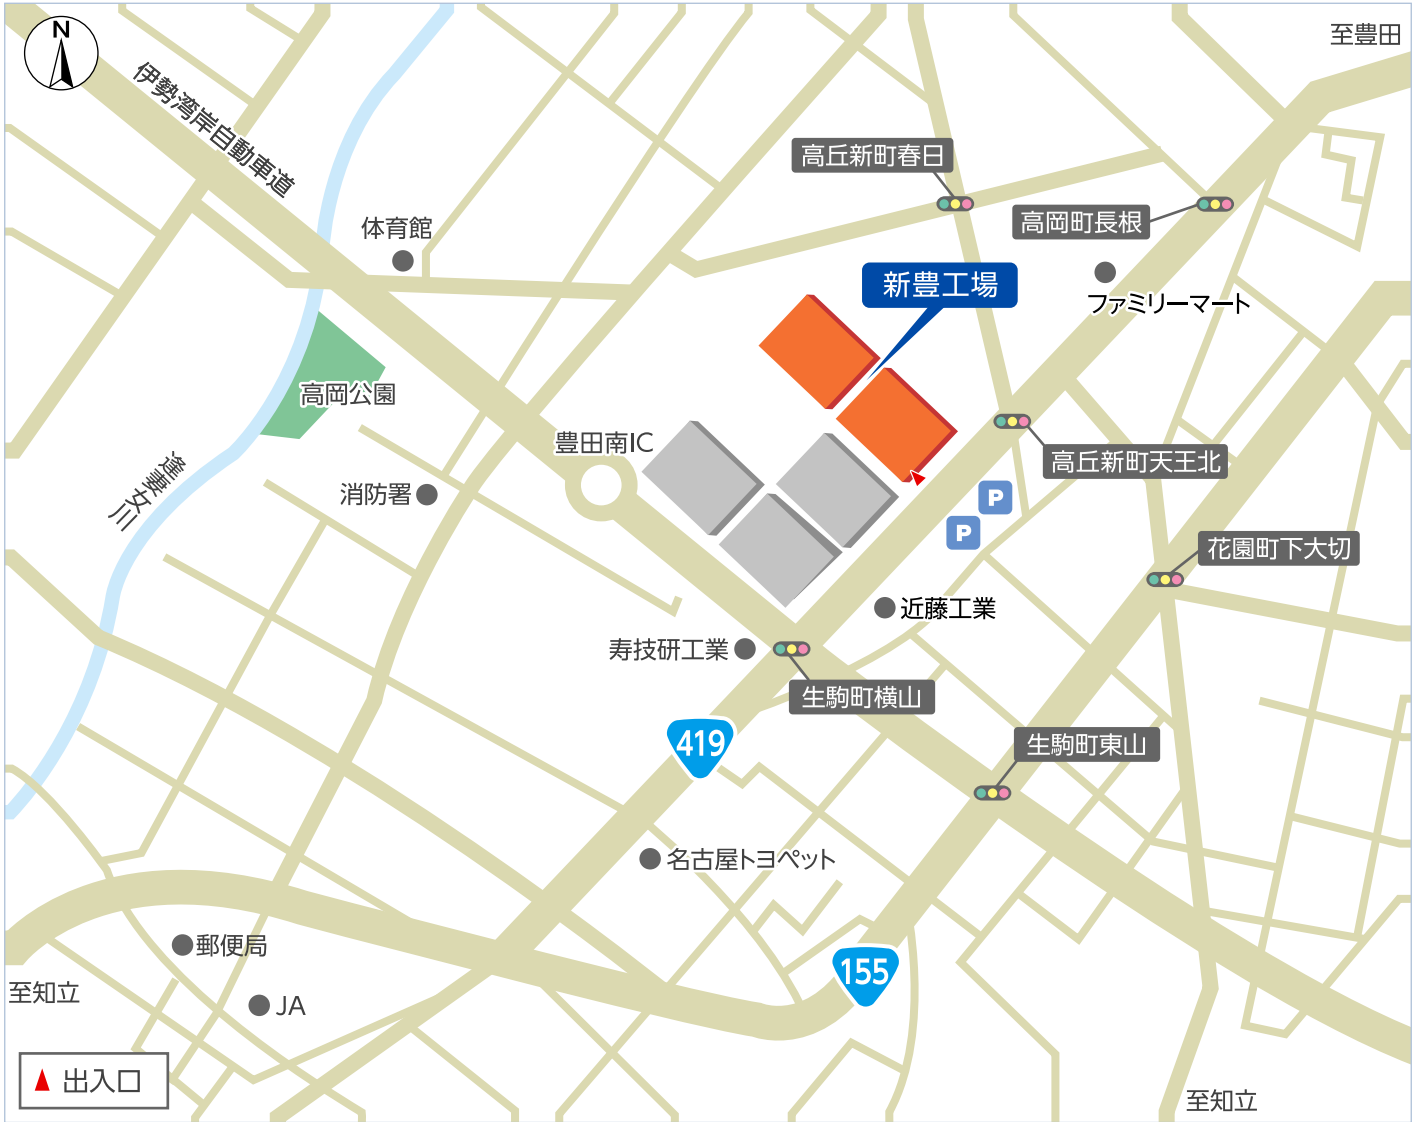 N
至豊田
伊勢湾岸自動車道
高丘新町春日
高岡町長根
体育館
新豊工場
ファミリーマート
高岡公園
豊田南IC
高丘新町天王北
逢妻女川
消防署
P
P
花園町下大切
近藤工業
寿技研工業
生駒町横山
419
生駒町東山
名古屋トヨペット
郵便局
155
至知立
JA
出入口
至知立